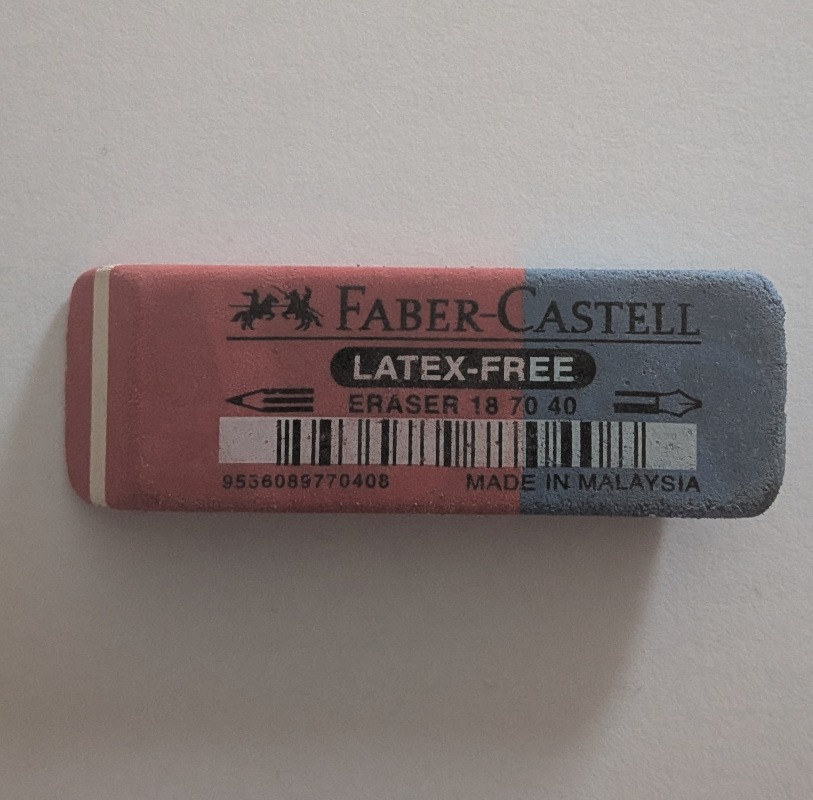 FABER-CASTELL
LATEX-FREE
ERASER 18 70 40
9556089770408 MADE IN MALAYSIA